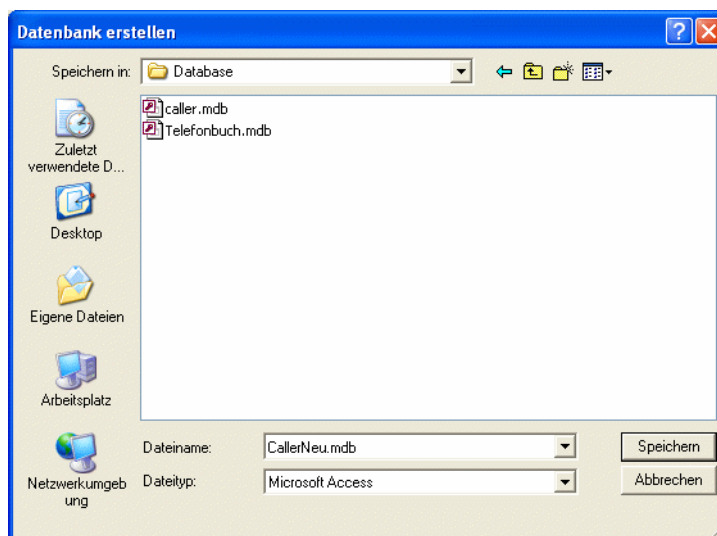 Datenbank erstellen
Speichern in:
Database
caller.mdb
Telefonbuch.mdb
Zuletzt
verwendete D...
Desktop
Eigene Dateien
Arbeitsplatz
Netzwerkumgeb
ung
Dateiname:
CallerNeu.mdb
Speichern
Dateityp:
Microsoft Access
Abbrechen